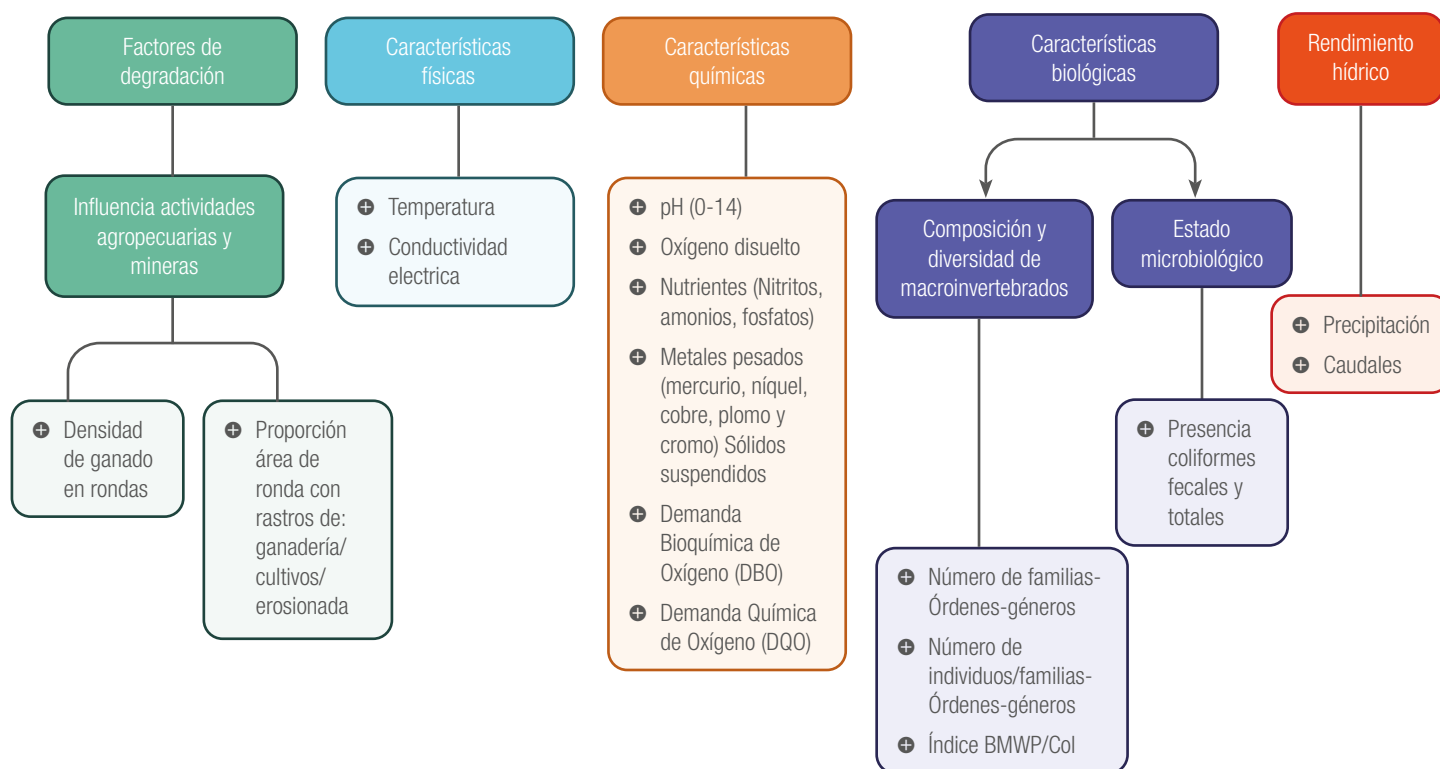 Factores de
degradación
Influencia actividades
agropecuarias y
mineras
Densidad
de ganado
en rondas
Proporción
área de
ronda con
rastros de:
ganadería/
cultivos/
erosionada
Características
físicas
Temperatura
Conductividad
electrica
Características
químicas
pH (0-14)
Oxígeno disuelto
Nutrientes (Nitritos,
amonios, fosfatos)
Metales pesados
(mercurio, níquel,
cobre, plomo y
cromo) Sólidos
suspendidos
Demanda
Bioquímica de
Oxígeno (DBO)
Demanda Química
de Oxígeno (DQO)
Características
biológicas
Composición y
diversidad de
macroinvertebrados
Número de familias-
Órdenes-géneros
Número de
individuos/familias-
Órdenes-géneros
Índice BMWP/Col
Estado
microbiológico
Presencia
coliformes
fecales y
totales
Rendimiento
hídrico
Precipitación
Caudales